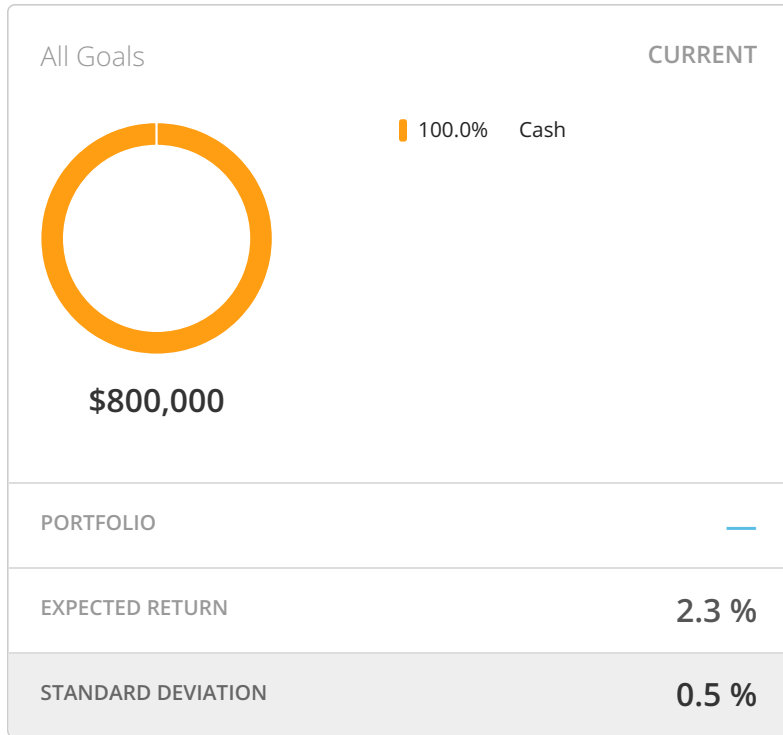 All Goals
CURRENT
100.0% Cash
$800,000
PORTFOLIO —
EXPECTED RETURN 2.3 %
STANDARD DEVIATION 0.5 %